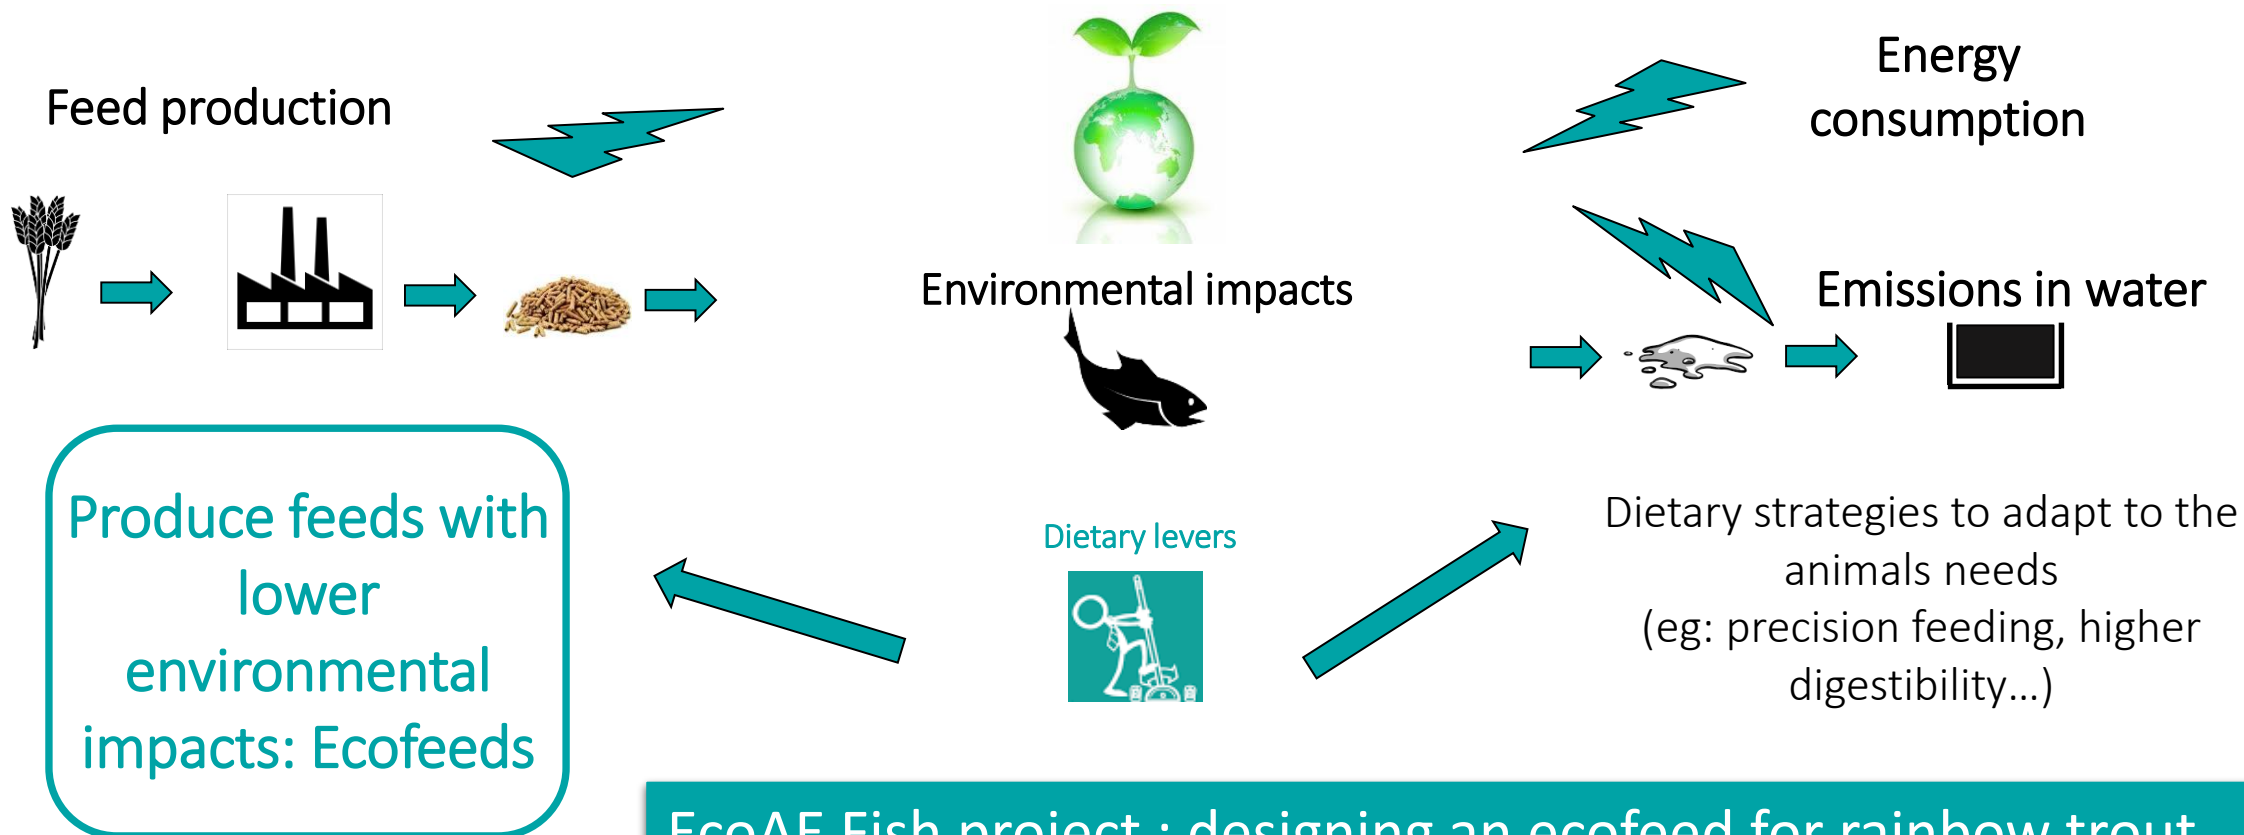 Feed production
Energy
consumption
Environmental impacts
Emissions in water
Produce feeds with
lower
environmental
impacts: Ecofeeds
Dietary levers
Dietary strategies to adapt to the
animals needs
(eg: precision feeding, higher
digestibility...)
EcoAE Fish project : designing an ecofeed for rainbow trout